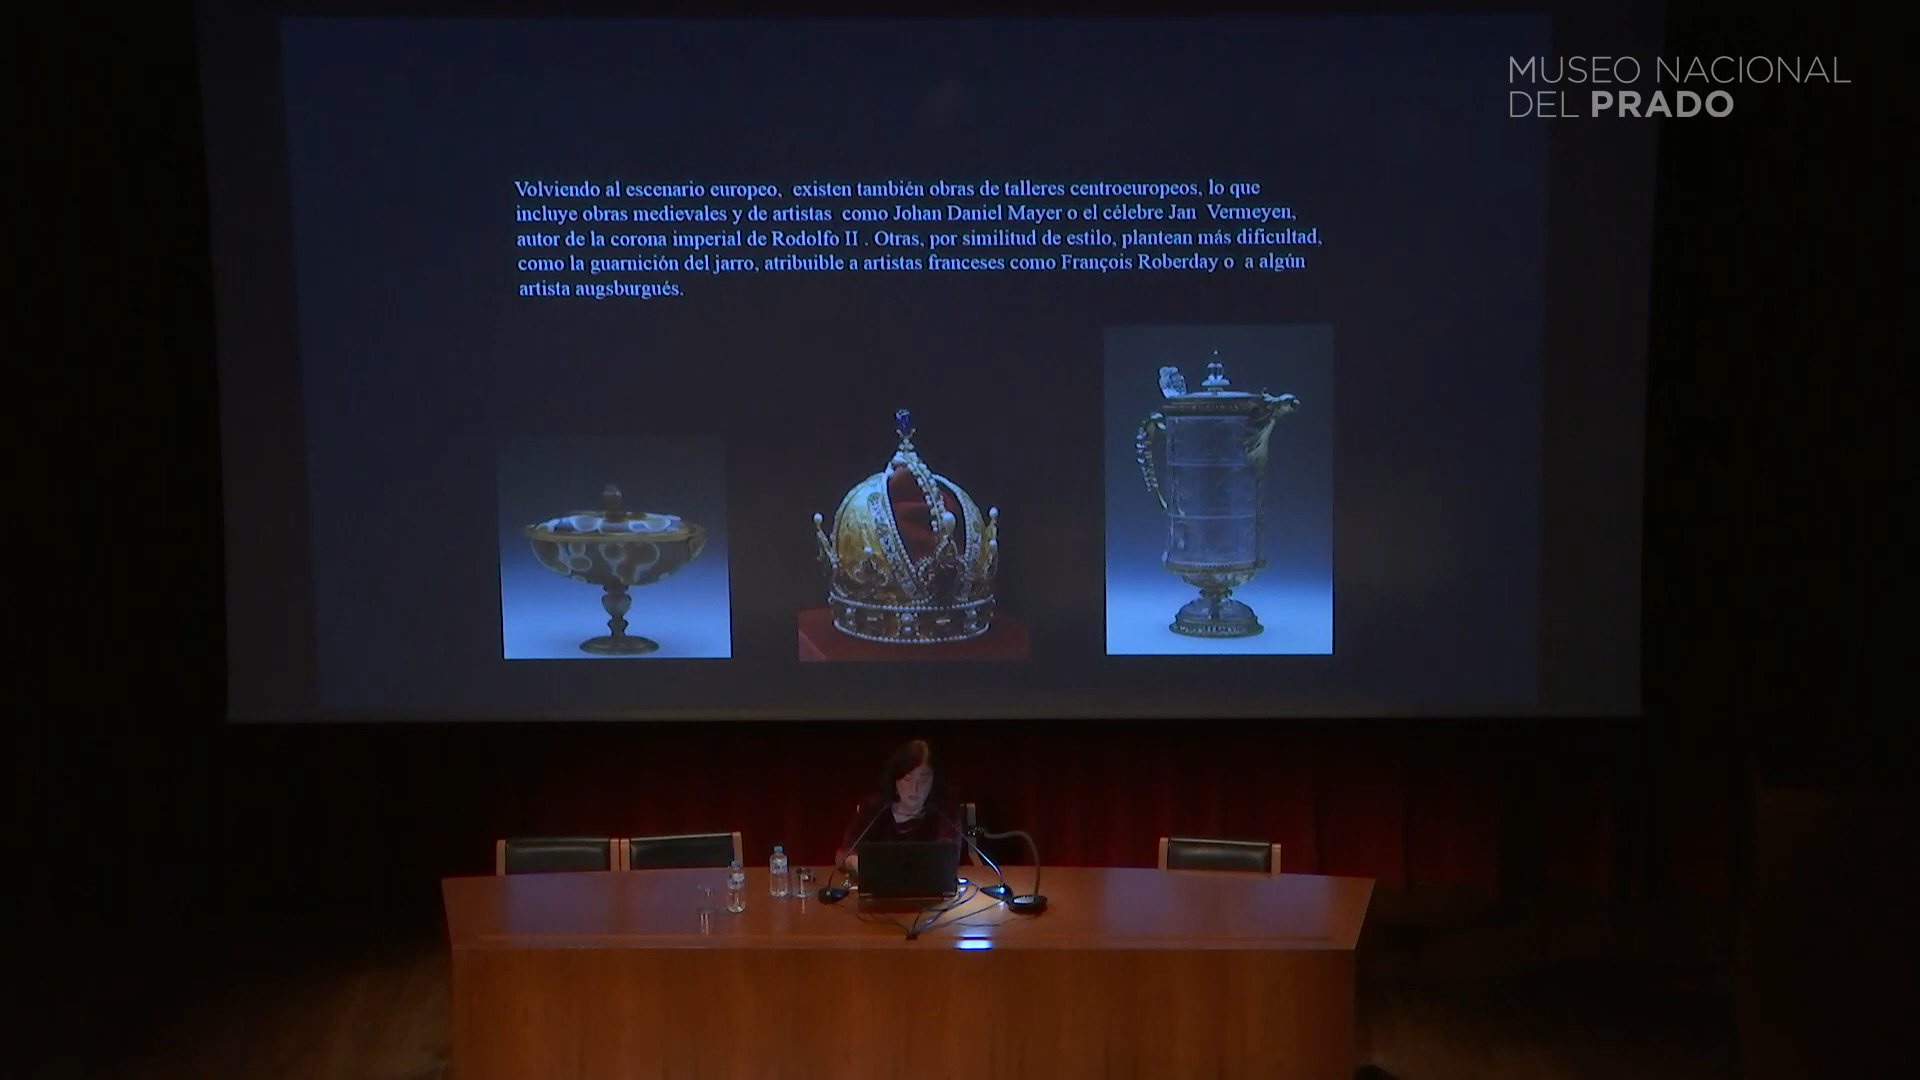 MUSEO NACIONAL
DEL PRADO
Volviendo al escenario europeo, existen también obras de talleres centroeuropeos, lo que
incluye obras medievales y de artistas como Johan Daniel Mayer o el célebre Jan Vermeyen,
autor de la corona imperial de Rodolfo II . Otras, por similitud de estilo, plantean más dificultad,
como la guarnición del jarro, atribuible a artistas franceses como François Roberday o a algún
artista augsburgués.